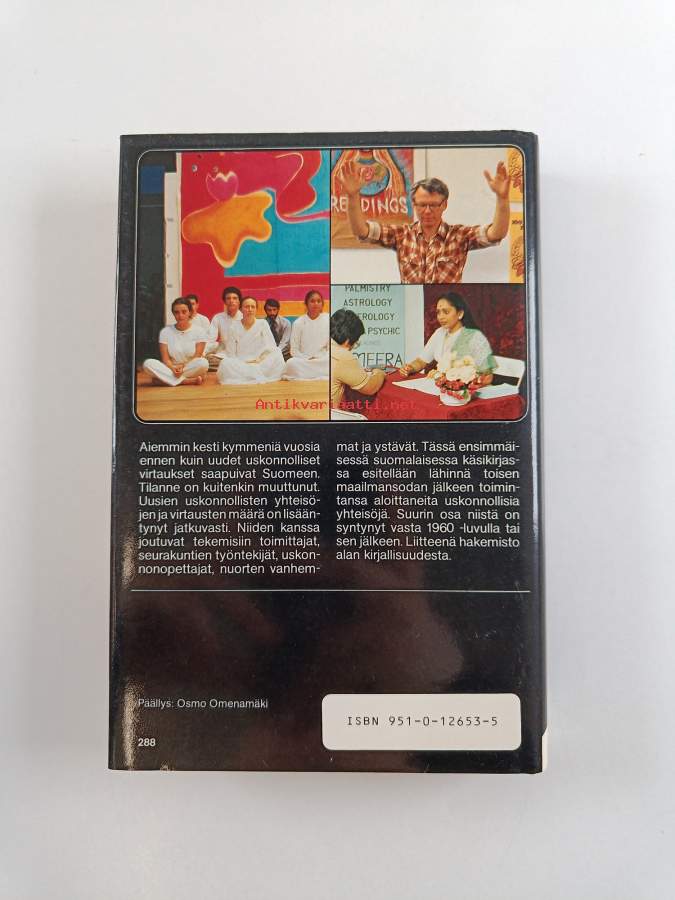 RE DINGS
PALMISTRY
ASTROLOGY
EROLOGY
PSYCHIC
MEERA
Antikvariaatti.net
Aiemmin kesti kymmeniä vuosia
ennen kuin uudet uskonnolliset
virtaukset saapuivat Suomeen.
Tilanne on kuitenkin muuttunut.
Uusien uskonnollisten yhteisö-
jen ja virtausten määrä on lisään-
tynyt jatkuvasti. Niiden kanssa
joutuvat tekemisiin toimittajat,
seurakuntien työntekijät, uskon-
nonopettajat, nuorten vanhem-
mat ja ystävät. Tässä ensimmäi-
sessä suomalaisessa käsikirjas-
sa esitellään lähinnä toisen
maailmansodan jälkeen toimin-
tansa aloittaneita uskonnollisia
yhteisöjä. Suurin osa niistä on
syntynyt vasta 1960 -luvulla tai
sen jälkeen. Liitteenä hakemisto
alan kirjallisuudesta.
Päällys: Osmo Omenamäki
ISBN 951-0-12653-5
288